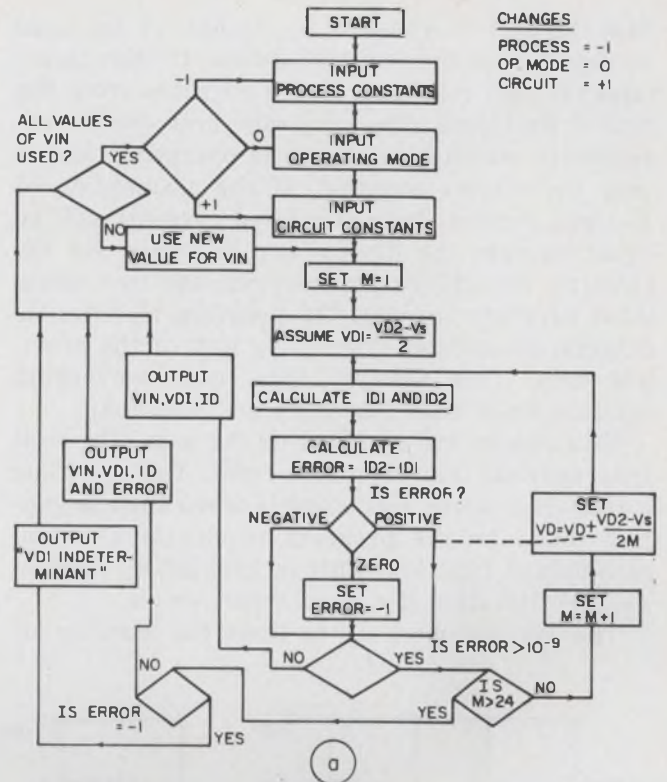 START
CHANGES
PROCESS = -1
OP MODE = 0
CIRCUIT = +1
INPUT
PROCESS CONSTANTS
-1
ALL VALUES
OF VIN
USED?
YES
0
INPUT
OPERATING MODE
+1
INPUT
CIRCUIT CONSTANTS
NO
USE NEW
VALUE FOR VIN
SET M=1
ASSUME VDI= VD2-Vs
2
OUTPUT
VIN,VDI,ID
CALCULATE ID1 AND ID2
CALCULATE
ERROR= ID2-ID1
OUTPUT
VIN,VDI,ID
AND ERROR
IS ERROR?
NEGATIVE
POSITIVE
SET
VD=VD± VD2-Vs
2M
OUTPUT
"VDI INDETER-
MINANT"
ZERO
SET
ERROR=-1
SET
M=M+1
IS ERROR>10⁻⁹
NO
YES
NO
IS
M>24
NO
IS ERROR
=-1
YES
YES
a